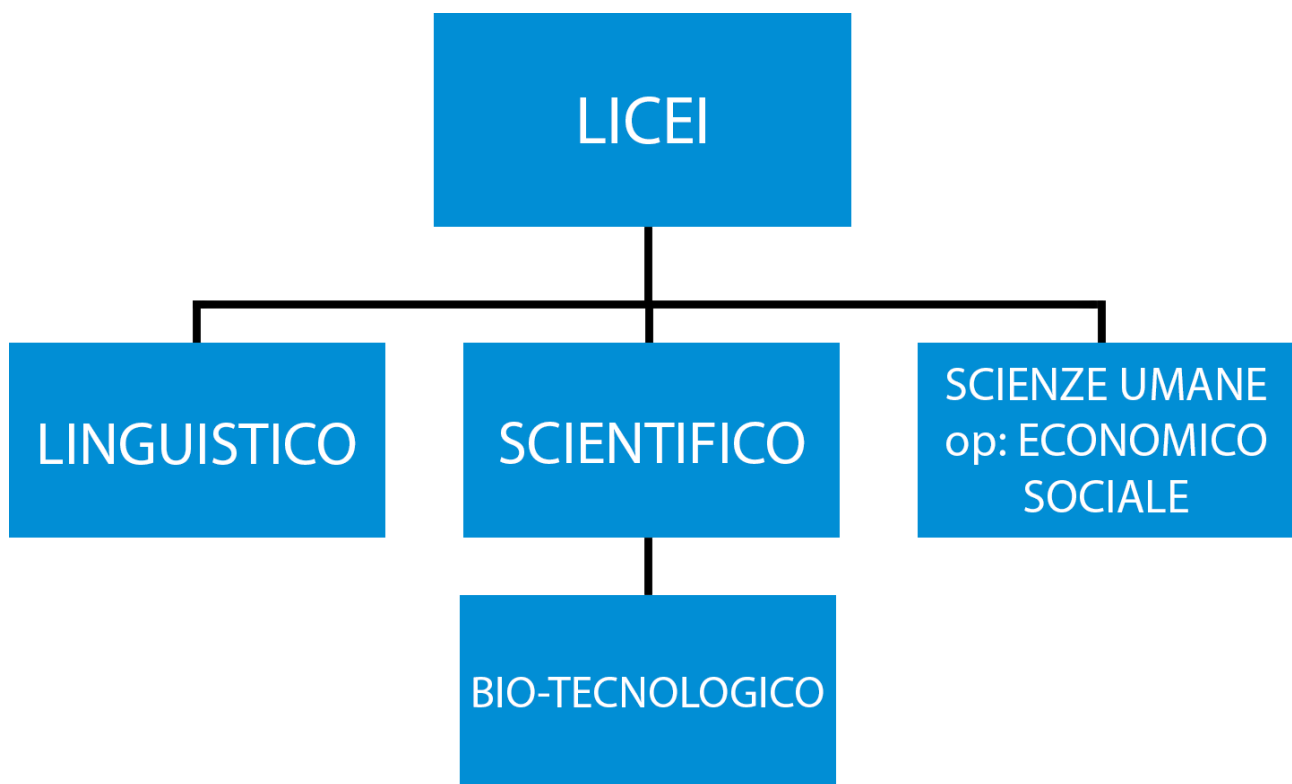 LICEI
LINGUISTICO
SCIENTIFICO
SCIENZE UMANE
op: ECONOMICO
SOCIALE
BIO-TECNOLOGICO